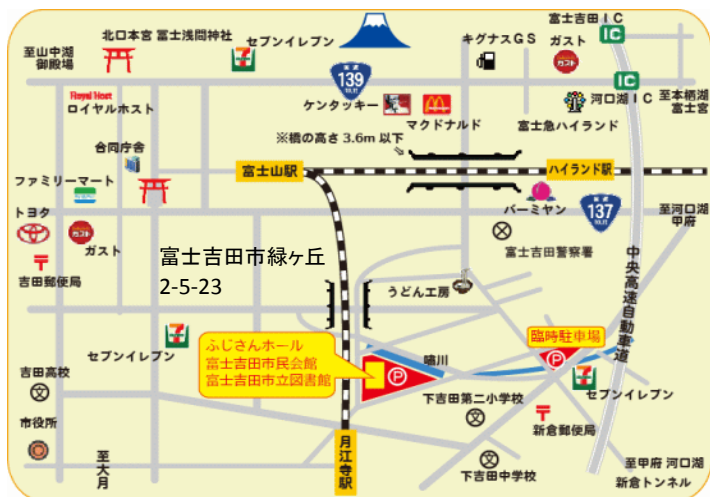 富士吉田IC
IC
北口本宮 冨士浅間神社
セブンイレブン
キグナスGS
ガスト
ガスト
至山中湖
御殿場
国道
139
IC
河口湖IC
至本栖湖
富士宮
Royal Host
ロイヤルホスト
ケンタッキー
KFC
マクドナルド
富士急ハイランド
※橋の高さ 3.6m 以下
合同庁舎
富士山駅
ハイランド駅
ファミリーマート
バーミヤン
国道
137
至河口湖
甲府
トヨタ
ガスト
ガスト
富士吉田警察署
中央高速自動車道
吉田郵便局
富士吉田市緑ヶ丘
2-5-23
うどん工房
セブンイレブン
ふじさんホール
富士吉田市民会館
富士吉田市立図書館
P
嘯川
臨時駐車場
P
セブンイレブン
吉田高校
文
下吉田第二小学校
文
新倉郵便局
市役所
月江寺駅
文
下吉田中学校
至大月
至甲府 河口湖
新倉トンネル